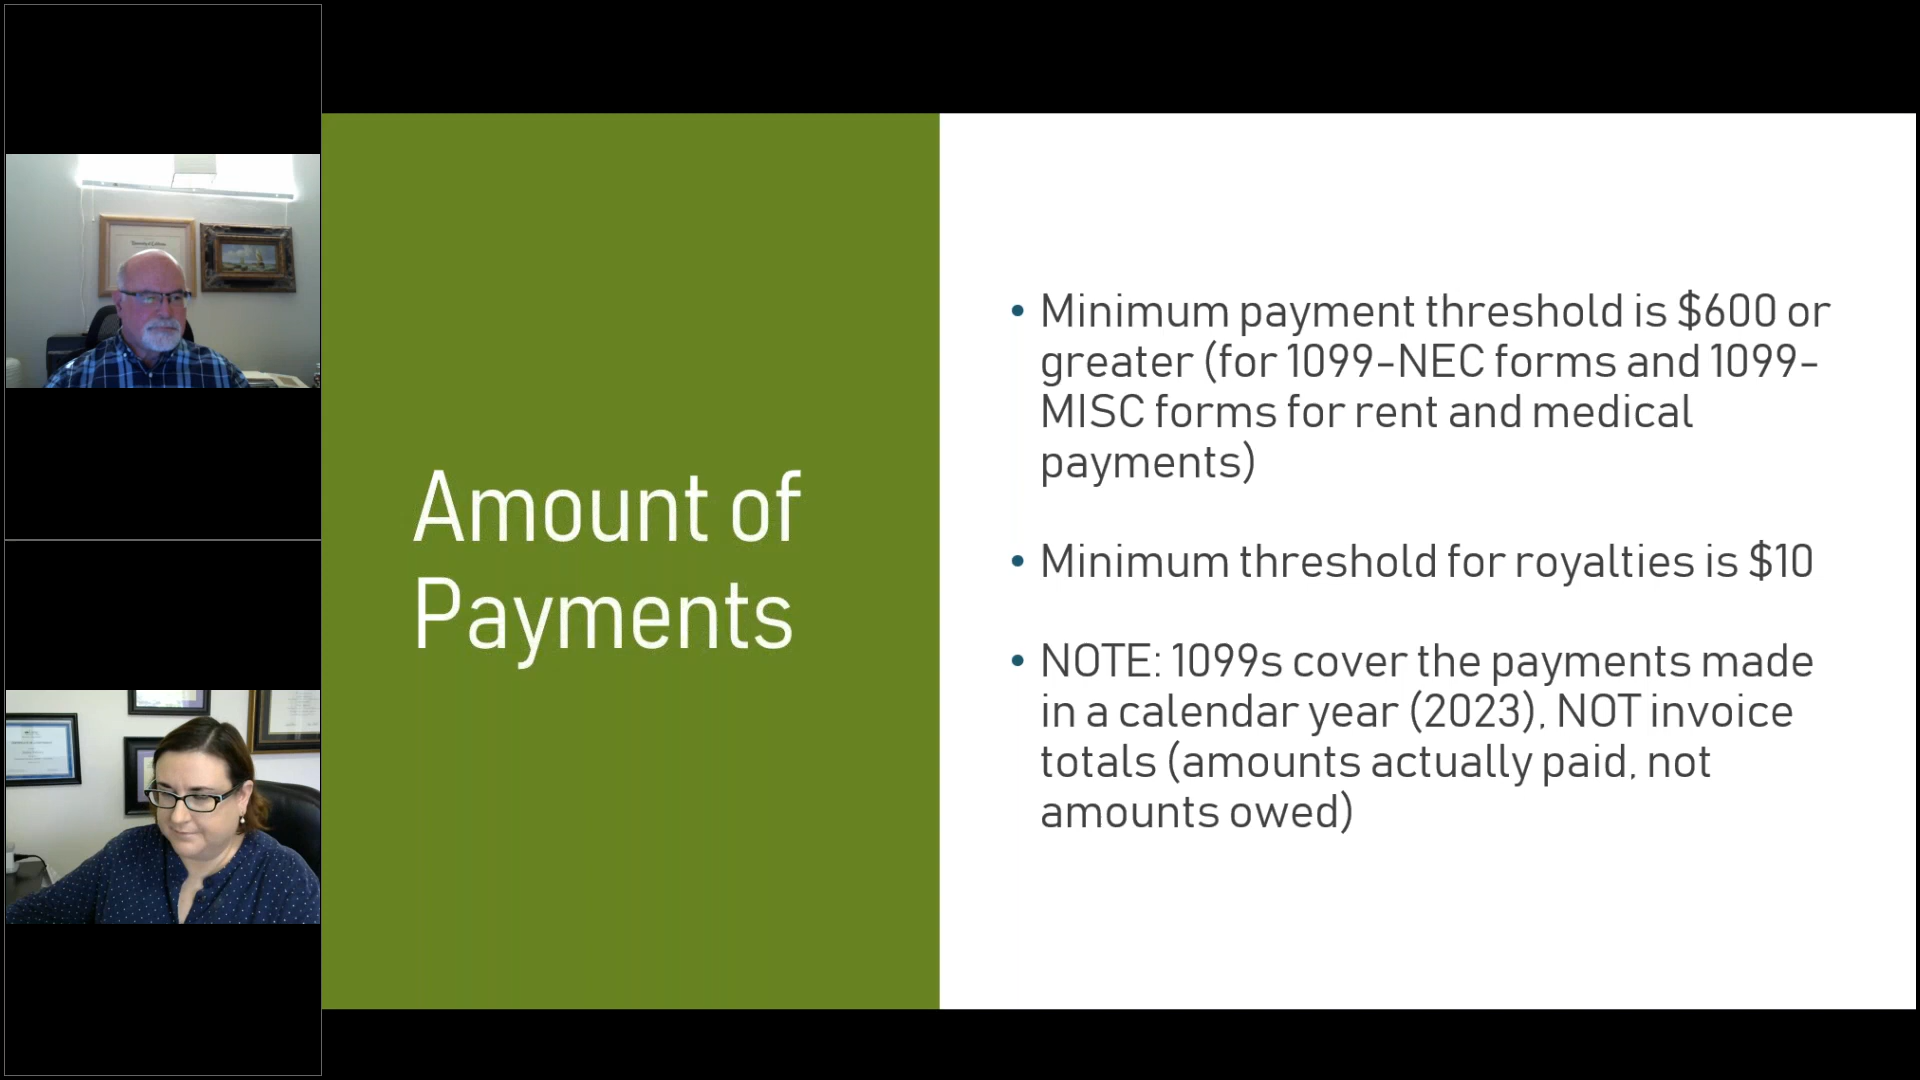 Amount of
Payments
• Minimum payment threshold is $600 or
greater (for 1099-NEC forms and 1099-
MISC forms for rent and medical
payments)
• Minimum threshold for royalties is $10
• NOTE: 1099s cover the payments made
in a calendar year (2023), NOT invoice
totals (amounts actually paid, not
amounts owed)